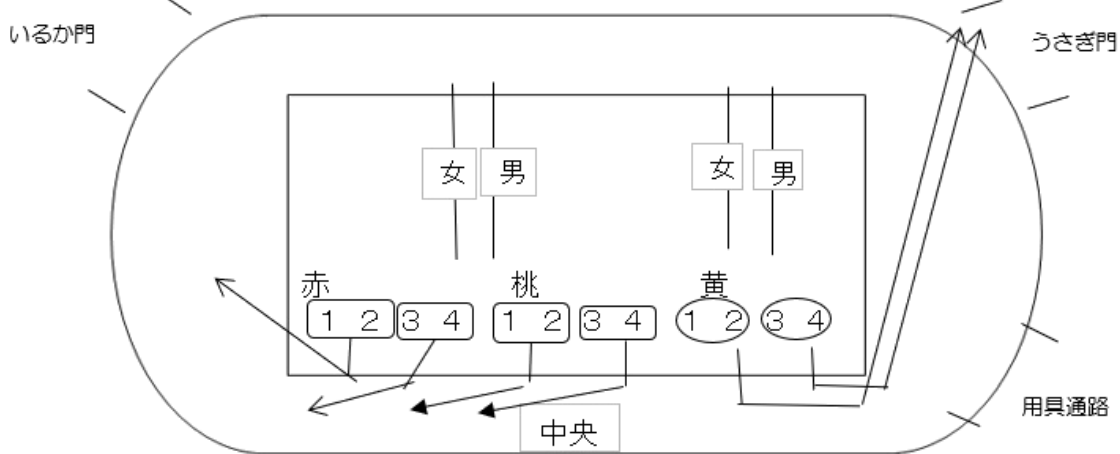 いるか門
うさぎ門
女 男 女 男
赤 桃 黄
1 2 3 4 1 2 3 4 1 2 3 4
用具通路
中央